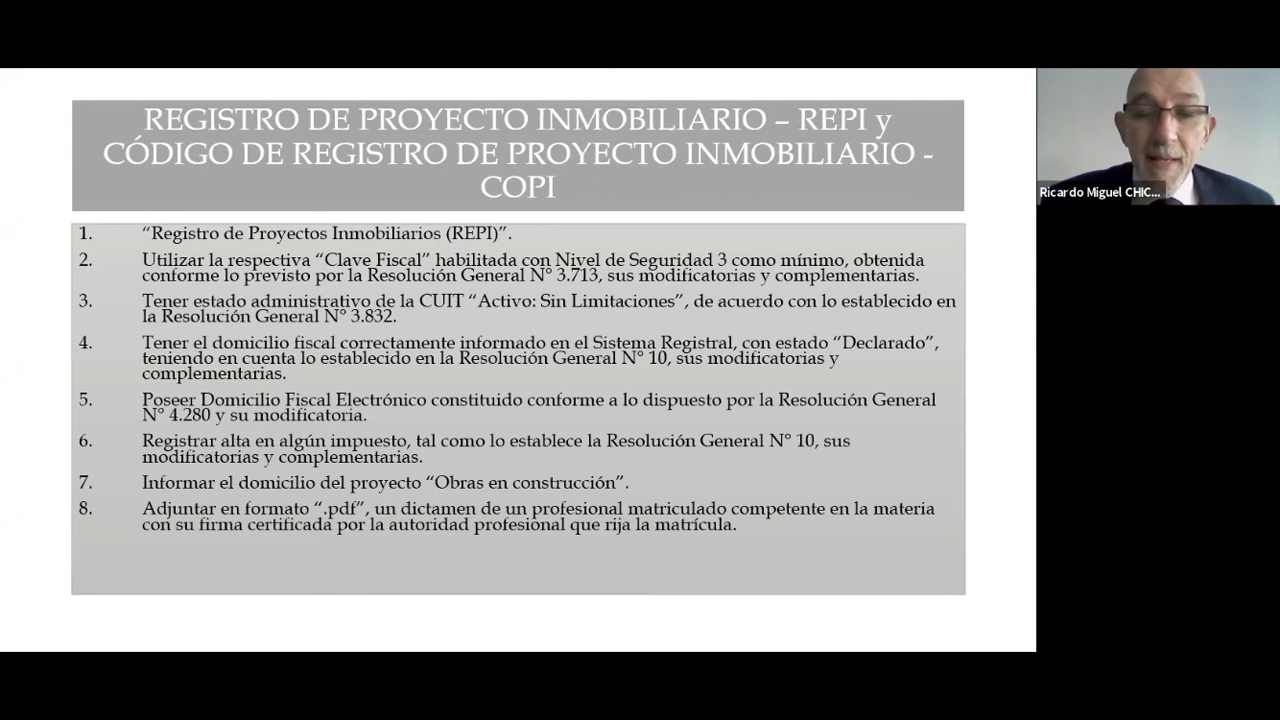 REGISTRO DE PROYECTO INMOBILIARIO – REPI y
CÓDIGO DE REGISTRO DE PROYECTO INMOBILIARIO -
COPI
1. “Registro de Proyectos Inmobiliarios (REPI)”.
2. Utilizar la respectiva “Clave Fiscal” habilitada con Nivel de Seguridad 3 como mínimo, obtenida
conforme lo previsto por la Resolución General N° 3.713, sus modificatorias y complementarias.
3. Tener estado administrativo de la CUIT “Activo: Sin Limitaciones”, de acuerdo con lo establecido en
la Resolución General N° 3.832.
4. Tener el domicilio fiscal correctamente informado en el Sistema Registral, con estado “Declarado”,
teniendo en cuenta lo establecido en la Resolución General N° 10, sus modificatorias y
complementarias.
5. Poseer Domicilio Fiscal Electrónico constituido conforme a lo dispuesto por la Resolución General
N° 4.280 y su modificatoria.
6. Registrar alta en algún impuesto, tal como lo establece la Resolución General N° 10, sus
modificatorias y complementarias.
7. Informar el domicilio del proyecto “Obras en construcción”.
8. Adjuntar en formato “.pdf”, un dictamen de un profesional matriculado competente en la materia
con su firma certificada por la autoridad profesional que rija la matrícula.
Ricardo Miguel CHIC...